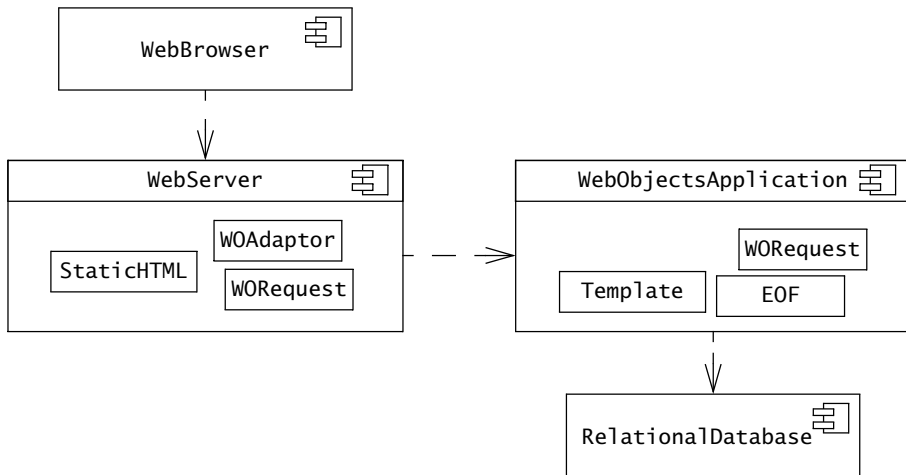 WebBrowser
WebServer
WOAdaptor
StaticHTML
WORequest
WebObjectsApplication
WORequest
Template
EOF
RelationalDatabase